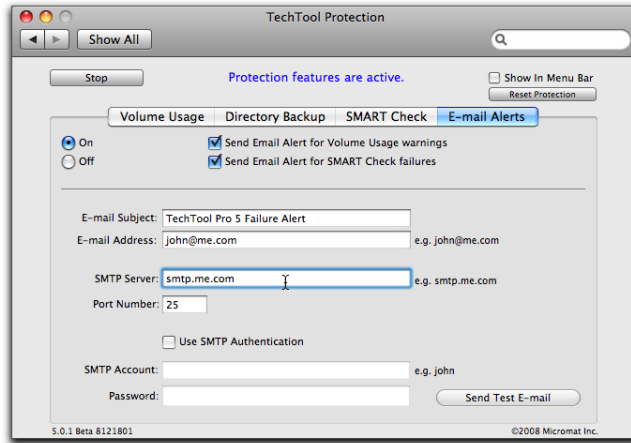 TechTool Protection
Show All
Stop
Protection features are active.
Show In Menu Bar
Reset Protection
Volume Usage Directory Backup SMART Check E-mail Alerts
On
Send Email Alert for Volume Usage warnings
Off
Send Email Alert for SMART Check failures
E-mail Subject: TechTool Pro 5 Failure Alert
E-mail Address: john@me.com e.g. john@me.com
SMTP Server: smtp.me.com e.g. smtp.me.com
Port Number: 25
Use SMTP Authentication
SMTP Account: e.g. john
Password: Send Test E-mail
5.0.1 Beta 8121801 ©2008 Micromat Inc.